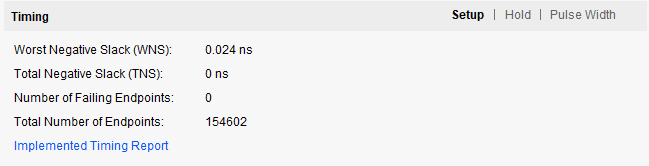 Timing Setup | Hold | Pulse Width
Worst Negative Slack (WNS): 0.024 ns
Total Negative Slack (TNS): 0 ns
Number of Failing Endpoints: 0
Total Number of Endpoints: 154602
Implemented Timing Report